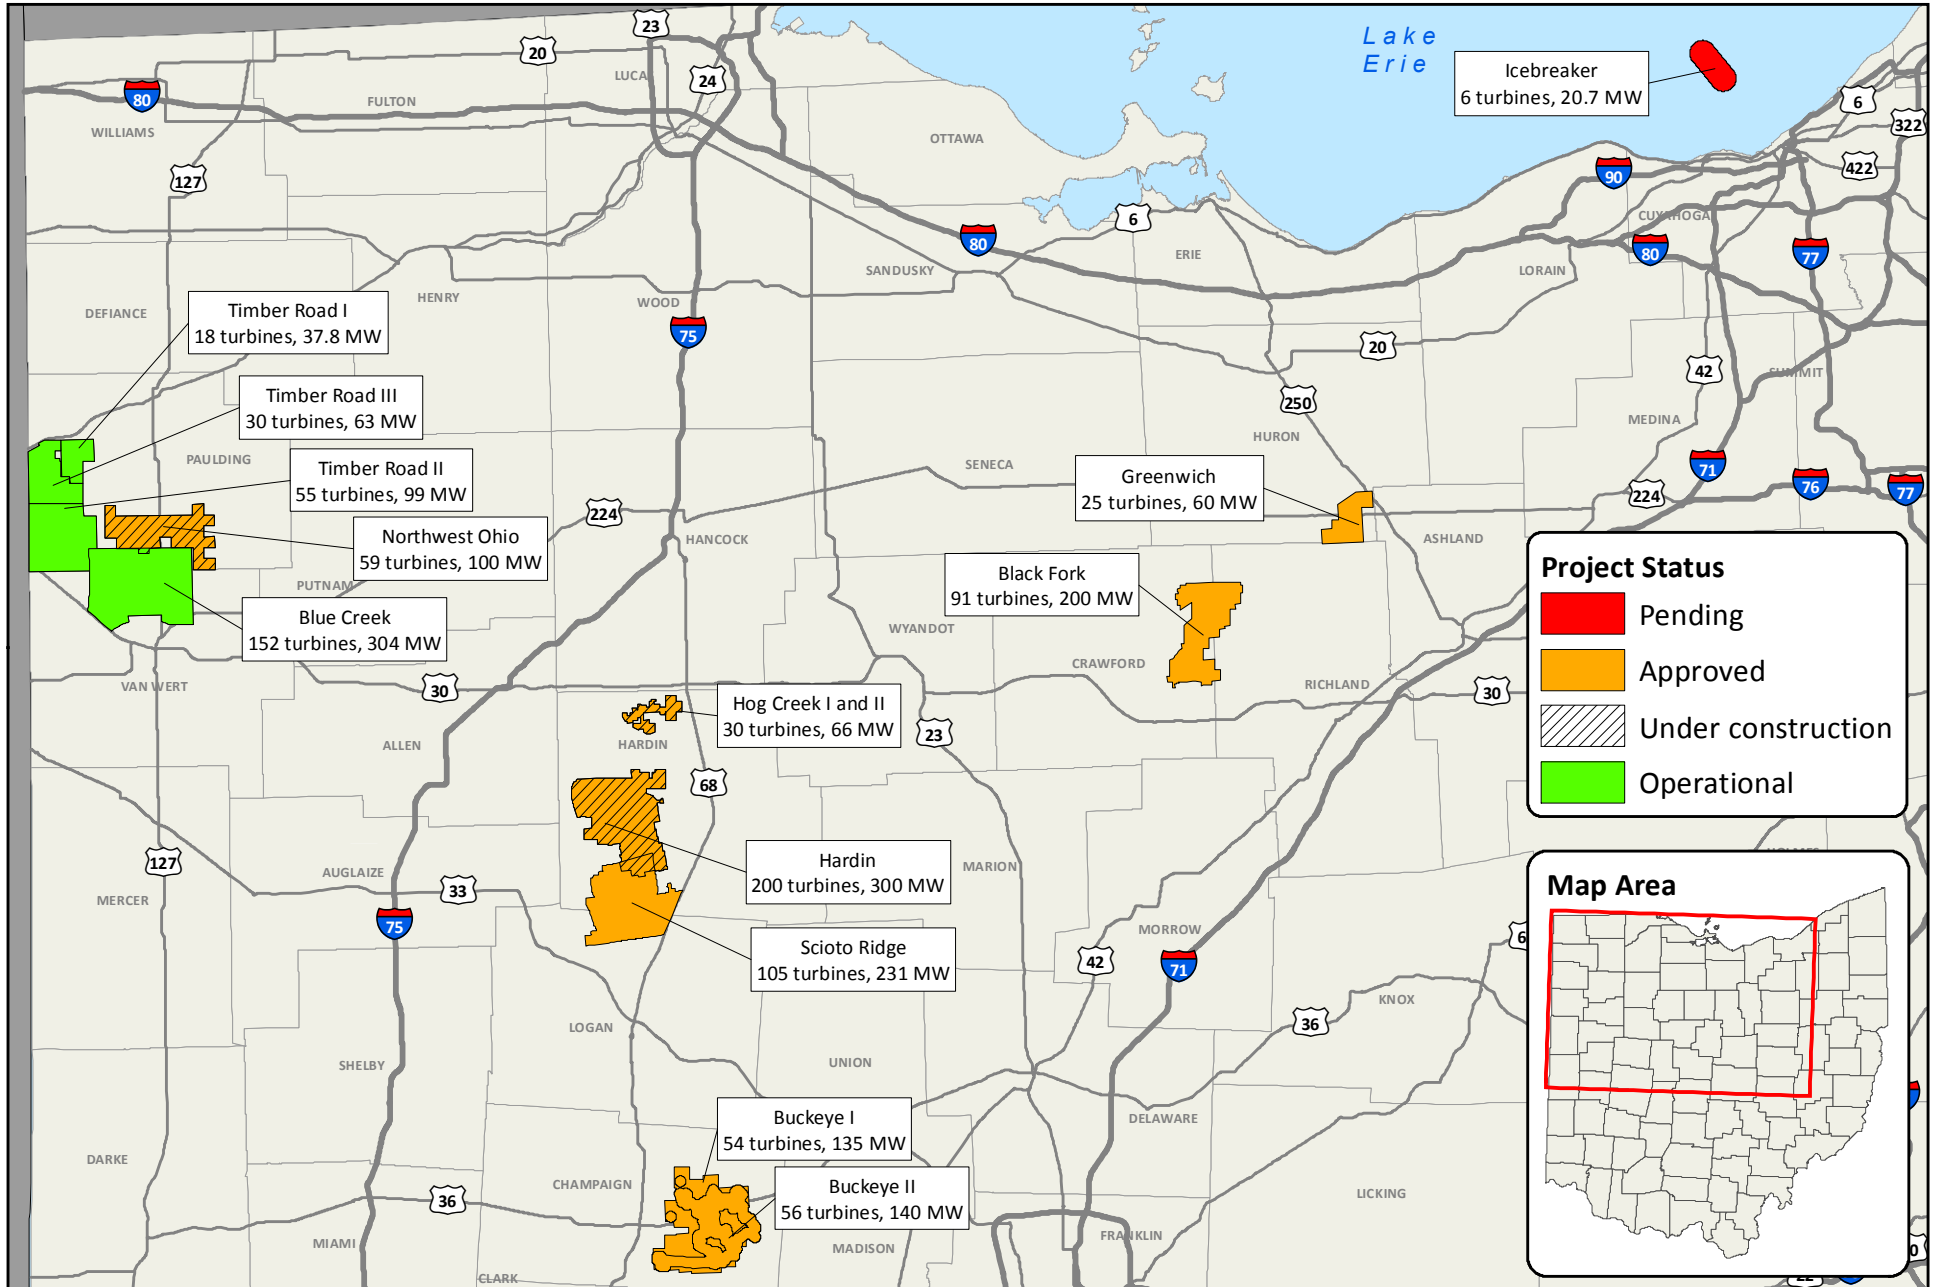 Lake
Erie
Icebreaker
6 turbines, 20.7 MW
23
20
24
LUCA
80
FULTON
WILLIAMS
127
OTTAWA
6
322
422
90
CUYAHOGA
6
80
80
77
ERIE
SANDUSKY
LORAIN
HENRY
WOOD
DEFIANCE
Timber Road I
18 turbines, 37.8 MW
75
20
42
SUMMIT
Timber Road III
30 turbines, 63 MW
250
MEDINA
HURON
PAULDING
Timber Road II
55 turbines, 99 MW
SENECA
Greenwich
25 turbines, 60 MW
71
76
77
224
224
Northwest Ohio
59 turbines, 100 MW
HANCOCK
ASHLAND
PUTNAM
Black Fork
91 turbines, 200 MW
Blue Creek
152 turbines, 304 MW
WYANDOT
CRAWFORD
VAN WERT
30
RICHLAND
30
Hog Creek I and II
30 turbines, 66 MW
23
ALLEN
HARDIN
68
Project Status
Pending
Approved
Under construction
Operational
127
AUGLAIZE
33
Hardin
200 turbines, 300 MW
MARION
MERCER
75
Scioto Ridge
105 turbines, 231 MW
MORROW
42
71
6
KNOX
36
LOGAN
UNION
SHELBY
Map Area
Buckeye I
54 turbines, 135 MW
DELAWARE
DARKE
CHAMPAIGN
Buckeye II
56 turbines, 140 MW
36
LICKING
MIAMI
MADISON
FRANKLIN
CLARK
22
0